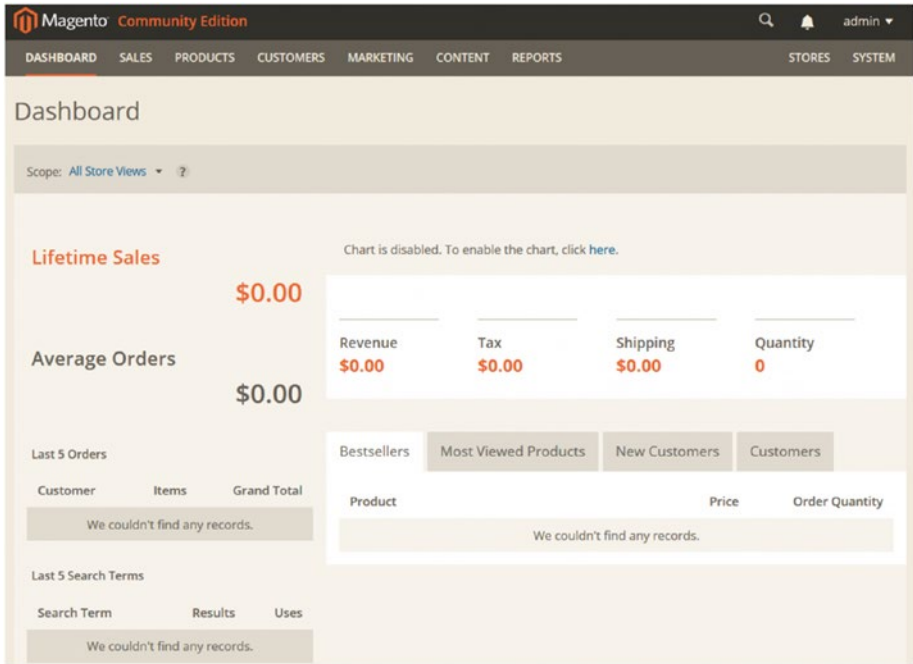 Magento Community Edition
admin
DASHBOARD SALES PRODUCTS CUSTOMERS MARKETING CONTENT REPORTS STORES SYSTEM
Dashboard
Scope: All Store Views ?
Lifetime Sales
$0.00
Average Orders
$0.00
Last 5 Orders
Customer Items Grand Total
We couldn't find any records.
Last 5 Search Terms
Search Term Results Uses
We couldn't find any records.
Chart is disabled. To enable the chart, click here.
Revenue Tax Shipping Quantity
$0.00 $0.00 $0.00 0
Bestsellers Most Viewed Products New Customers Customers
Product Price Order Quantity
We couldn't find any records.